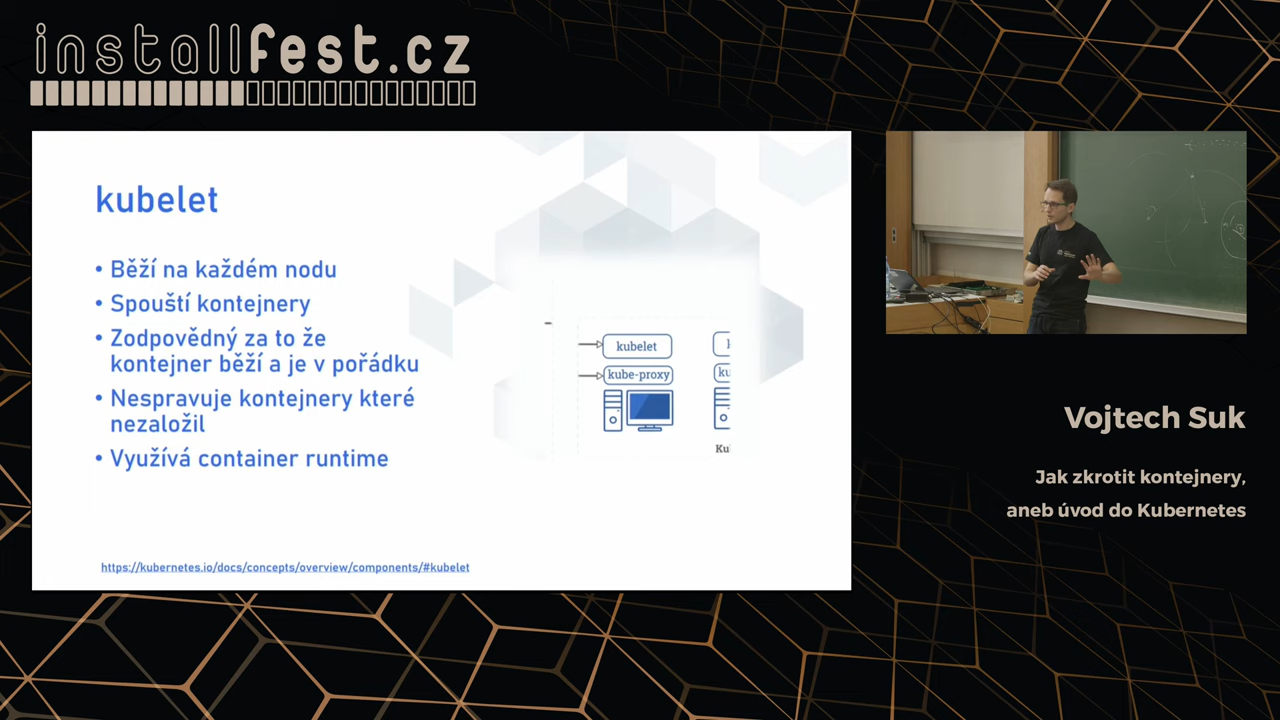 installfest.cz
kubelet
• Běží na každém nodu
• Spouští kontejnery
• Zodpovědný za to že
kontejner běží a je v pořádku
• Nespravuje kontejnery které
nezaložil
• Využívá container runtime
kubelet
kube-proxy
k
ku
Ku
https://kubernetes.io/docs/concepts/overview/components/#kubelet
Vojtech Suk
Jak zkrotit kontejnery,
aneb úvod do Kubernetes